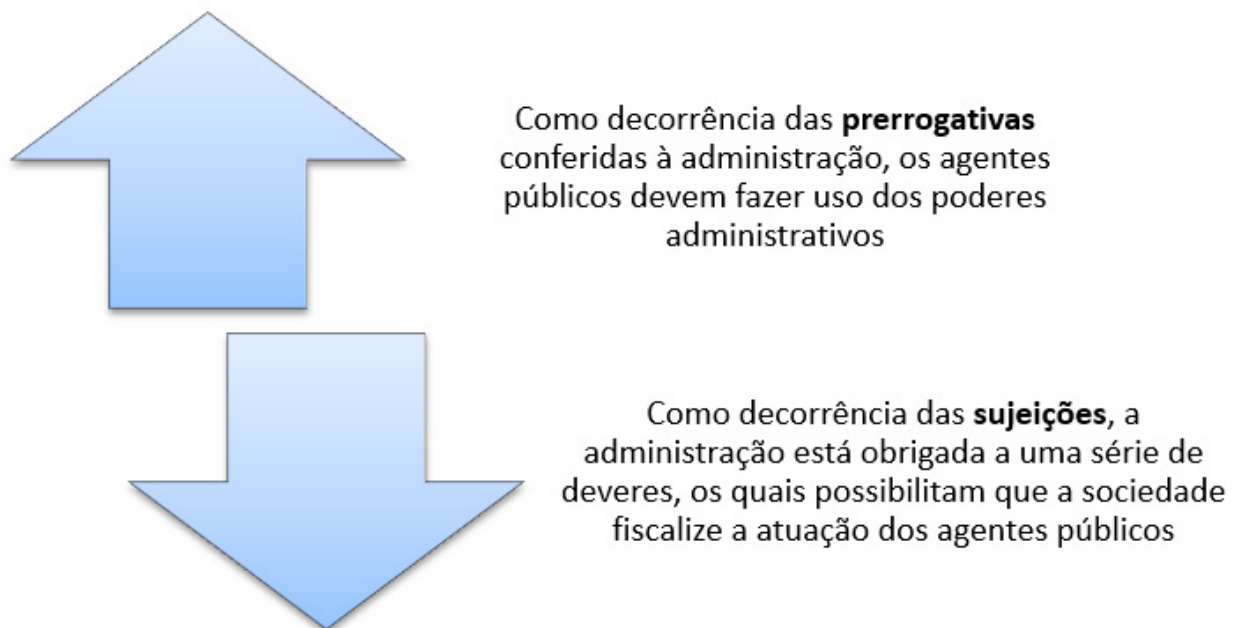 Como decorrência das prerrogativas
conferidas à administração, os agentes
públicos devem fazer uso dos poderes
administrativos
Como decorrência das sujeições, a
administração está obrigada a uma série de
deveres, os quais possibilitam que a sociedade
fiscalize a atuação dos agentes públicos